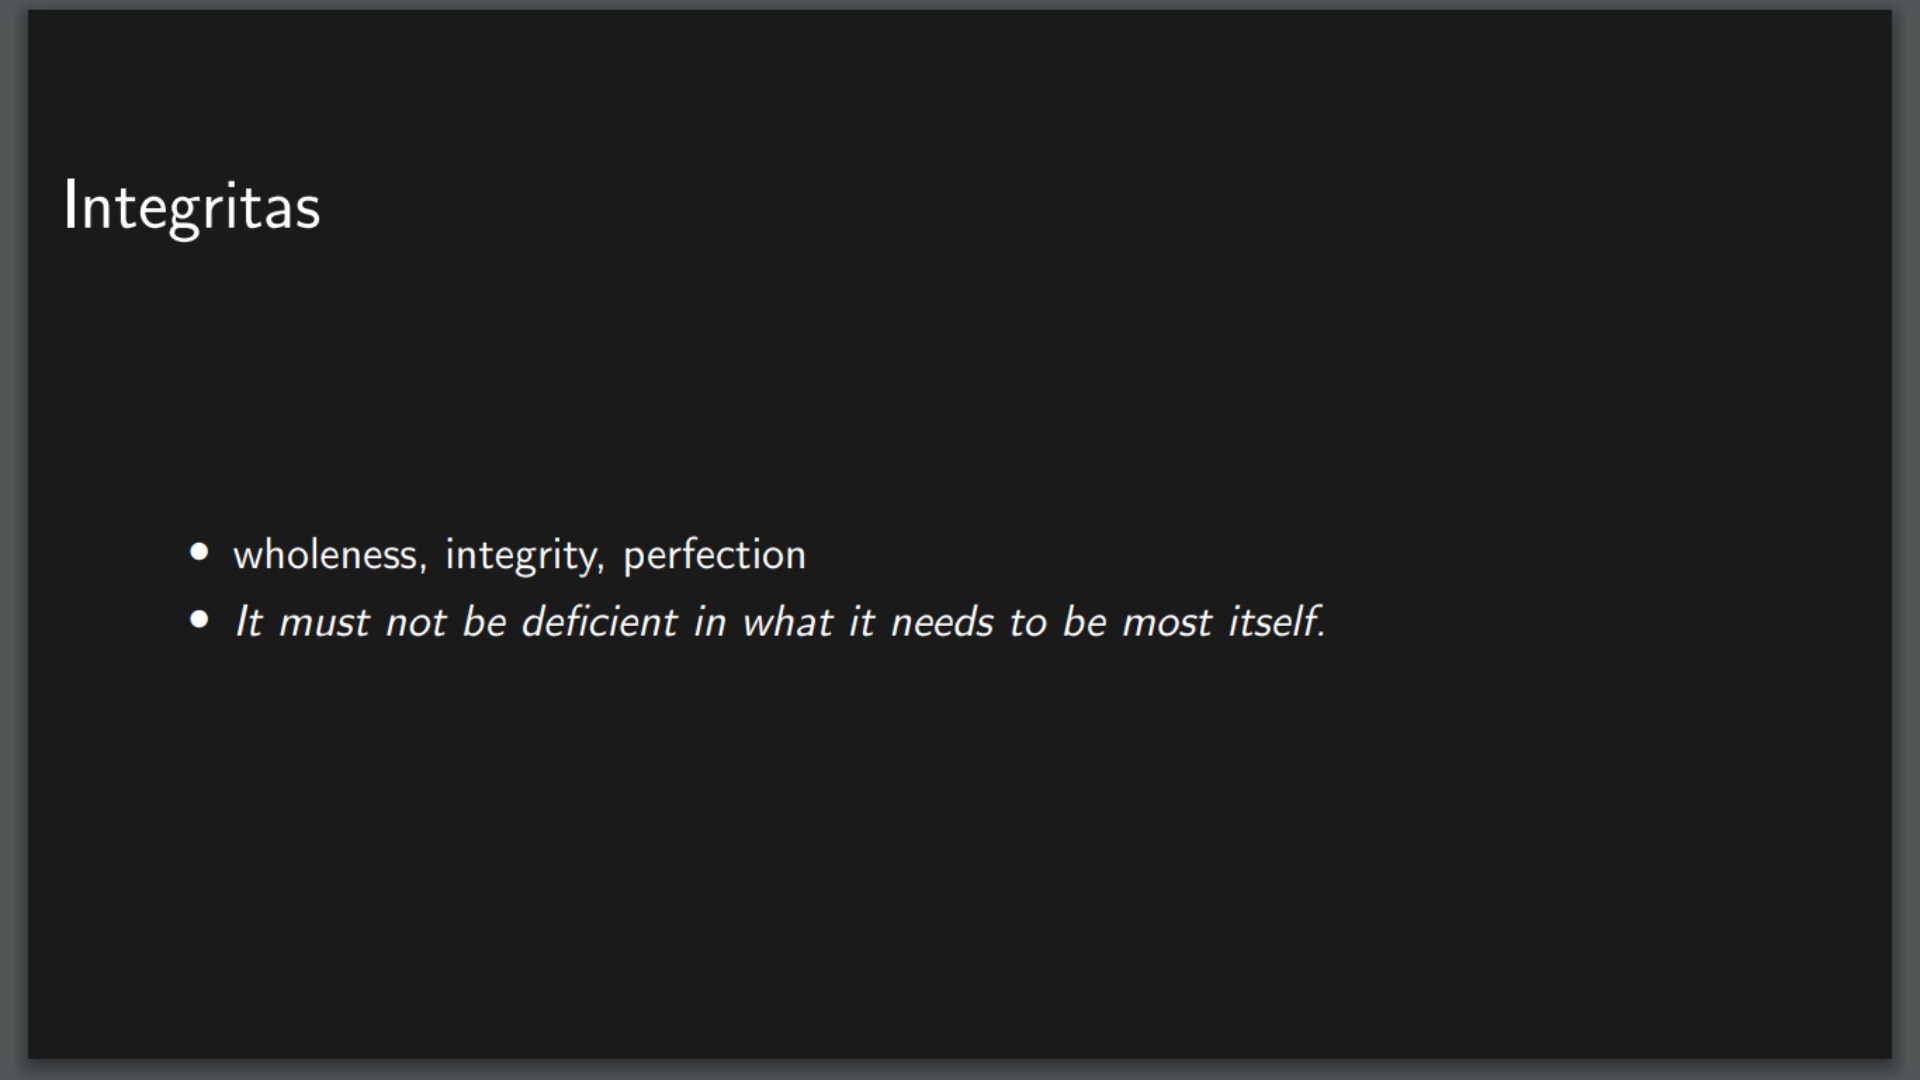 Integritas
• wholeness, integrity, perfection
• It must not be deficient in what it needs to be most itself.